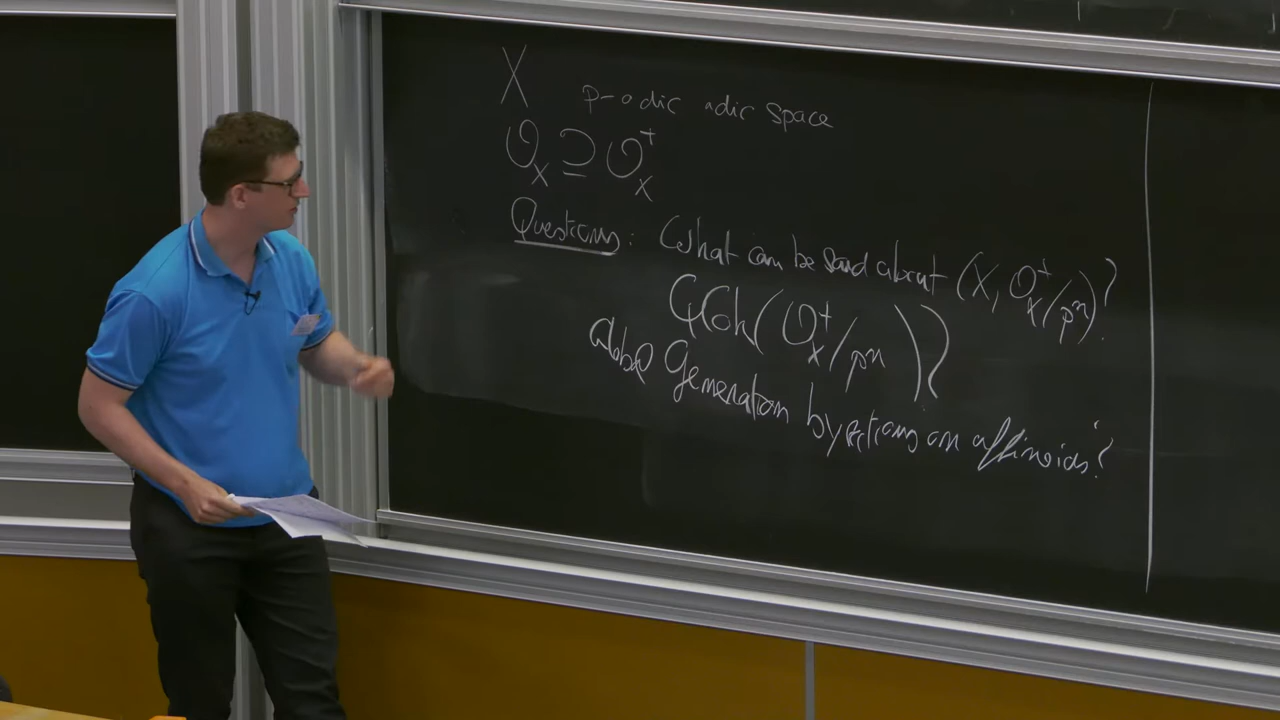 X p-adic adic space
𝒪_X ⊇ 𝒪_X^+
Questions: What can be said about (X, 𝒪_X^+/p^n)?
QCoh(𝒪_X^+/p^n)?
Global Generation by sections on affinoids?